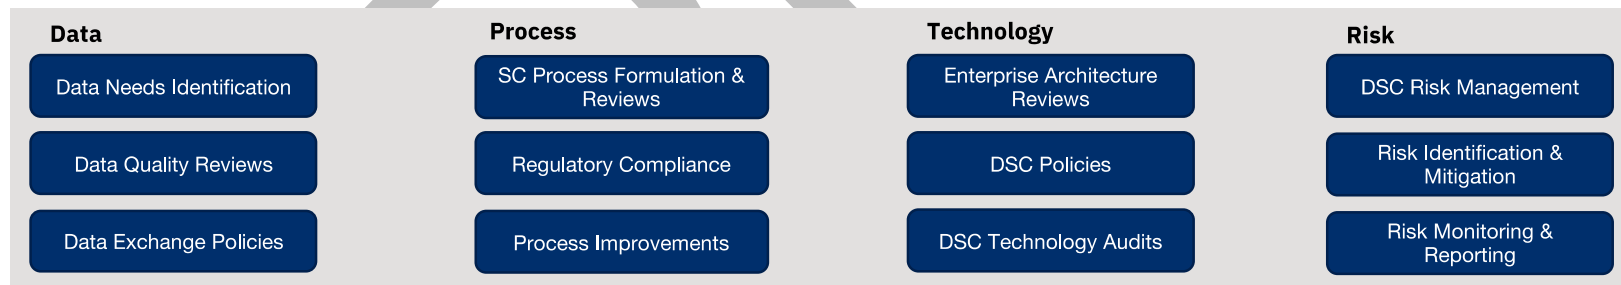 Data
Data Needs Identification
Data Quality Reviews
Data Exchange Policies
Process
SC Process Formulation &
Reviews
Regulatory Compliance
Process Improvements
Technology
Enterprise Architecture
Reviews
DSC Policies
DSC Technology Audits
Risk
DSC Risk Management
Risk Identification &
Mitigation
Risk Monitoring &
Reporting